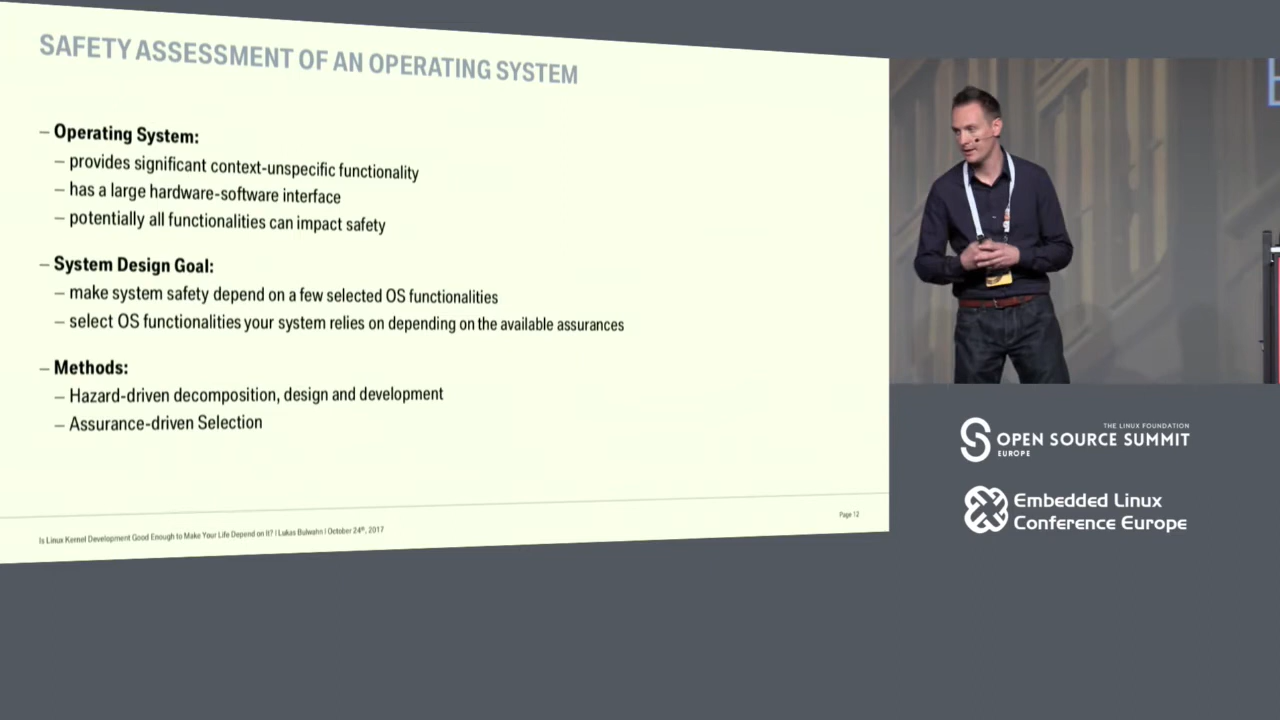 SAFETY ASSESSMENT OF AN OPERATING SYSTEM
– Operating System:
– provides significant context-unspecific functionality
– has a large hardware-software interface
– potentially all functionalities can impact safety
– System Design Goal:
– make system safety depend on a few selected OS functionalities
– select OS functionalities your system relies on depending on the available assurances
– Methods:
– Hazard-driven decomposition, design and development
– Assurance-driven Selection
Is Linux Kernel Development Good Enough to Make Your Life Depend on It? | Lukas Bulwahn | October 24th, 2017
Page 12
THE LINUX FOUNDATION
OPEN SOURCE SUMMIT
EUROPE
Embedded Linux
Conference Europe